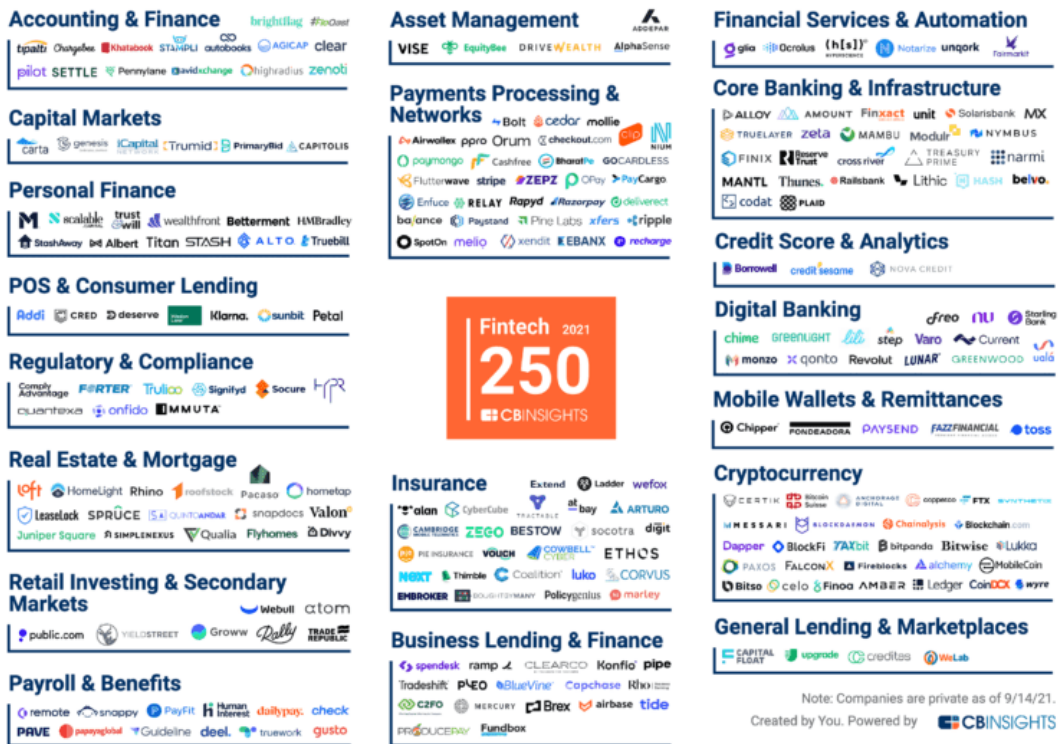 Accounting & Finance
brightflag FloQast
tipalti Chargebee Khatabook STAMPLI autobooks AGICAP clear
pilot SETTLE Pennylane avidxchange highradius zenoti
Capital Markets
carta genesis iCapital NETWORK Trumid PrimaryBid CAPITOLIS
Personal Finance
M scalable CAPITAL trust & will wealthfront Betterment HMBradley
StashAway Albert Titan STASH ALTO Truebill
POS & Consumer Lending
Addi CRED deserve Klarna. sunbit Petal
Regulatory & Compliance
Comply Advantage FORTER Trulioo Signifyd Socure HYPR
quantexa onfido IMMUTA
Real Estate & Mortgage
loft HomeLight Rhino roofstock Pacaso hometap
LeaseLock SPRUCE QUINTOANDAR snapdocs Valon
Juniper Square SIMPLENEXUS Qualia Flyhomes Divvy
Retail Investing & Secondary
Markets
Webull atom
public.com YIELDSTREET Groww Rally TRADE REPUBLIC
Payroll & Benefits
remote snappy PayFit Human Interest dailypay. check
PAVE papayaglobal Guideline deel. truework gusto
Asset Management
ADDEPAR
VISE EquityBee DRIVEWEALTH AlphaSense
Payments Processing &
Networks
Bolt cedar mollie
Airwallex ppro Orum checkout.com clip NIUM
paymongo Cashfree BharatPe GOCARDLESS
Flutterwave stripe ZEPZ OPay PayCargo
Enfuce RELAY Rapyd Razorpay deliverect
balance Paystand Pine Labs xfers ripple
SpotOn melio xendit EBANX recharge
Fintech 2021
250
CBINSIGHTS
Insurance
Extend Ladder wefox
alan CyberCube TRACTABLE at bay ARTURO
CAMBRIDGE MOBILE TELEMATICS ZEGO BESTOW socotra digit
PIE INSURANCE VOUCH COWBELL CYBER ETHOS
NEXT Thimble Coalition luko CORVUS
EMBROKER BOUGHTBYMANY Policygenius marley
Business Lending & Finance
spendesk ramp CLEARCO Konfio pipe
Tradeshift PLEO BlueVine Capchase Rho
C2FO MERCURY Brex airbase tide
PRODUCEPAY Fundbox
Financial Services & Automation
glia Ocrolus (h[s]) HYPERSCIENCE Notarize unqork Fairmarkit
Core Banking & Infrastructure
ALLOY AMOUNT Finxact unit Solarisbank MX
TRUELAYER zeta MAMBU Modulr NYMBUS
FINIX Reserve Trust cross river TREASURY PRIME narmi
MANTL Thunes. Railsbank Lithic HASH belvo.
codat PLAID
Credit Score & Analytics
Borrowell credit sesame NOVA CREDIT
Digital Banking
freo nu Starling Bank
chime GREENLIGHT lili step Varo Current
monzo qonto Revolut LUNAR GREENWOOD ualá
Mobile Wallets & Remittances
Chipper FONDEADORA PAYSEND FAZZFINANCIAL toss
Cryptocurrency
CERTIK Bitcoin Suisse ANCHORAGE DIGITAL copperco FTX SYNTHETIX
MESSARI BLOCKDAEMON Chainalysis Blockchain.com
Dapper BlockFi TAXbit bitpanda Bitwise Lukka
PAXOS FALCONX Fireblocks alchemy MobileCoin
Bitso celo Finoa AMBER Ledger CoinDCX wyre
General Lending & Marketplaces
CAPITAL FLOAT upgrade creditas WeLab
Note: Companies are private as of 9/14/21.
Created by You. Powered by CBINSIGHTS